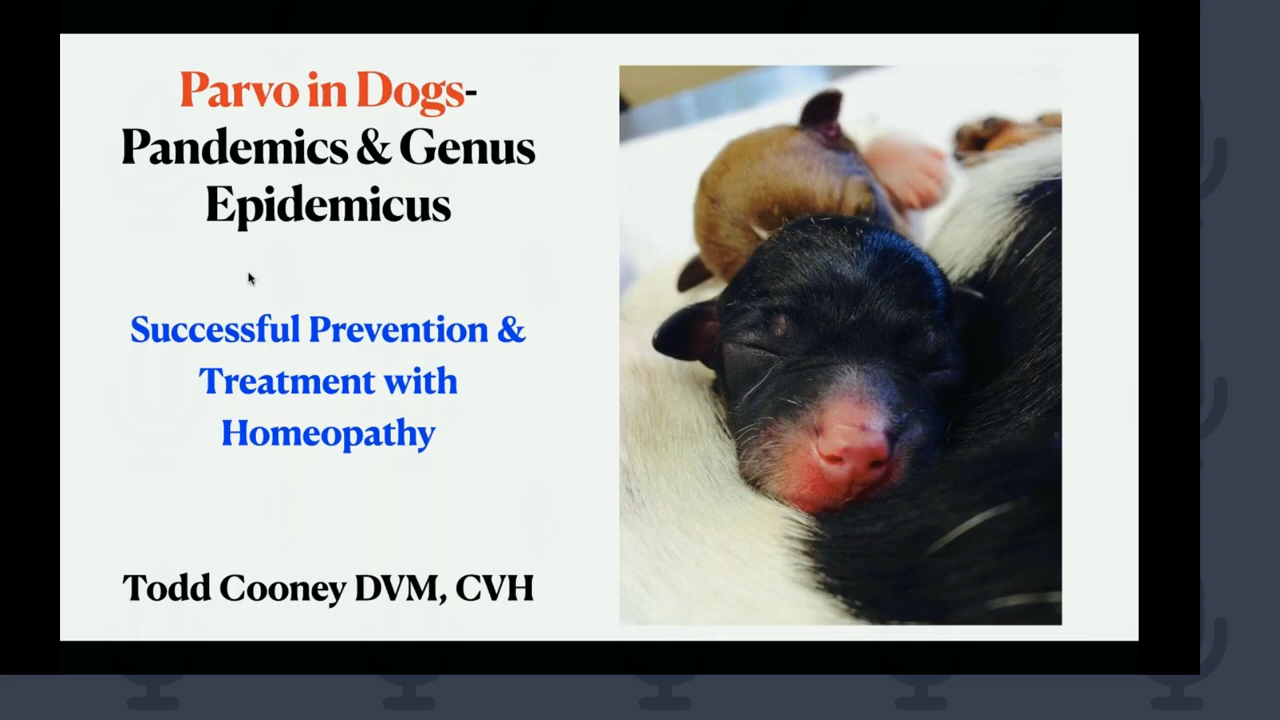 Parvo in Dogs-
Pandemics & Genus
Epidemicus
Successful Prevention &
Treatment with
Homeopathy
Todd Cooney DVM, CVH